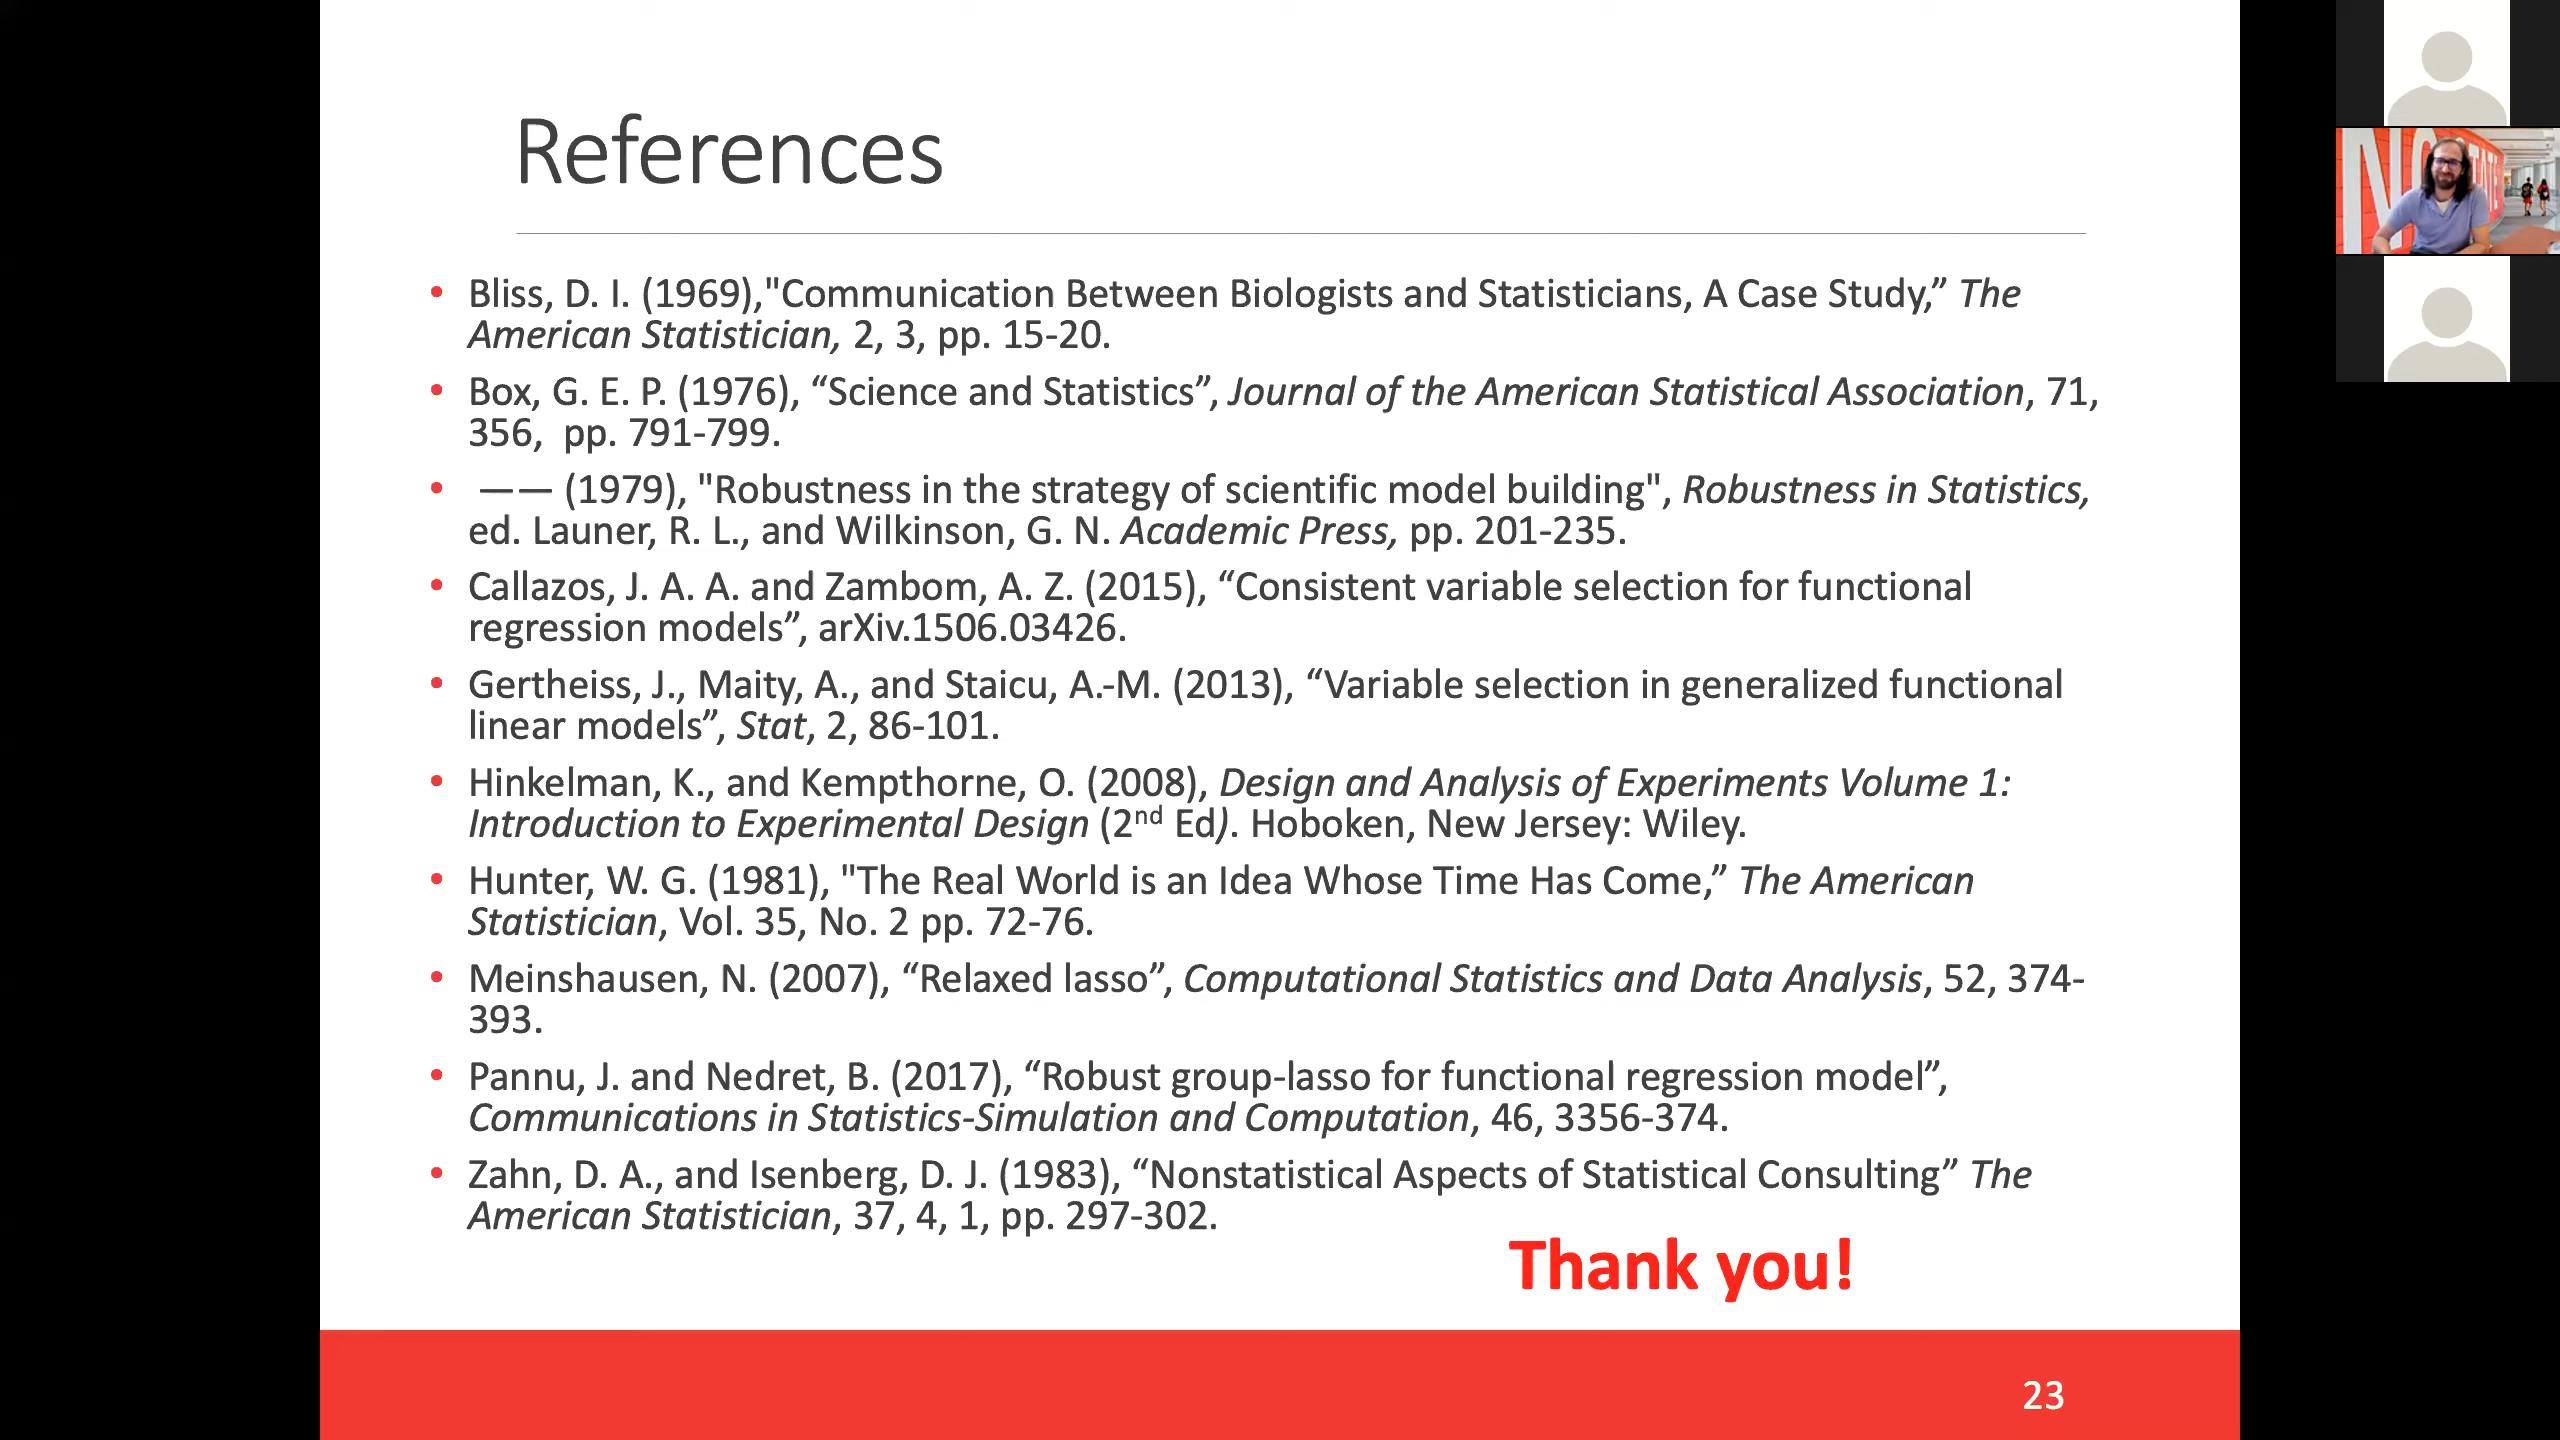 References
• Bliss, D. I. (1969),"Communication Between Biologists and Statisticians, A Case Study,” The
American Statistician, 2, 3, pp. 15-20.
• Box, G. E. P. (1976), “Science and Statistics”, Journal of the American Statistical Association, 71,
356, pp. 791-799.
• —— (1979), "Robustness in the strategy of scientific model building", Robustness in Statistics,
ed. Launer, R. L., and Wilkinson, G. N. Academic Press, pp. 201-235.
• Callazos, J. A. A. and Zambom, A. Z. (2015), “Consistent variable selection for functional
regression models”, arXiv.1506.03426.
• Gertheiss, J., Maity, A., and Staicu, A.-M. (2013), “Variable selection in generalized functional
linear models”, Stat, 2, 86-101.
• Hinkelman, K., and Kempthorne, O. (2008), Design and Analysis of Experiments Volume 1:
Introduction to Experimental Design (2nd Ed). Hoboken, New Jersey: Wiley.
• Hunter, W. G. (1981), "The Real World is an Idea Whose Time Has Come,” The American
Statistician, Vol. 35, No. 2 pp. 72-76.
• Meinshausen, N. (2007), “Relaxed lasso”, Computational Statistics and Data Analysis, 52, 374-
393.
• Pannu, J. and Nedret, B. (2017), “Robust group-lasso for functional regression model”,
Communications in Statistics-Simulation and Computation, 46, 3356-374.
• Zahn, D. A., and Isenberg, D. J. (1983), “Nonstatistical Aspects of Statistical Consulting” The
American Statistician, 37, 4, 1, pp. 297-302.
Thank you!
23